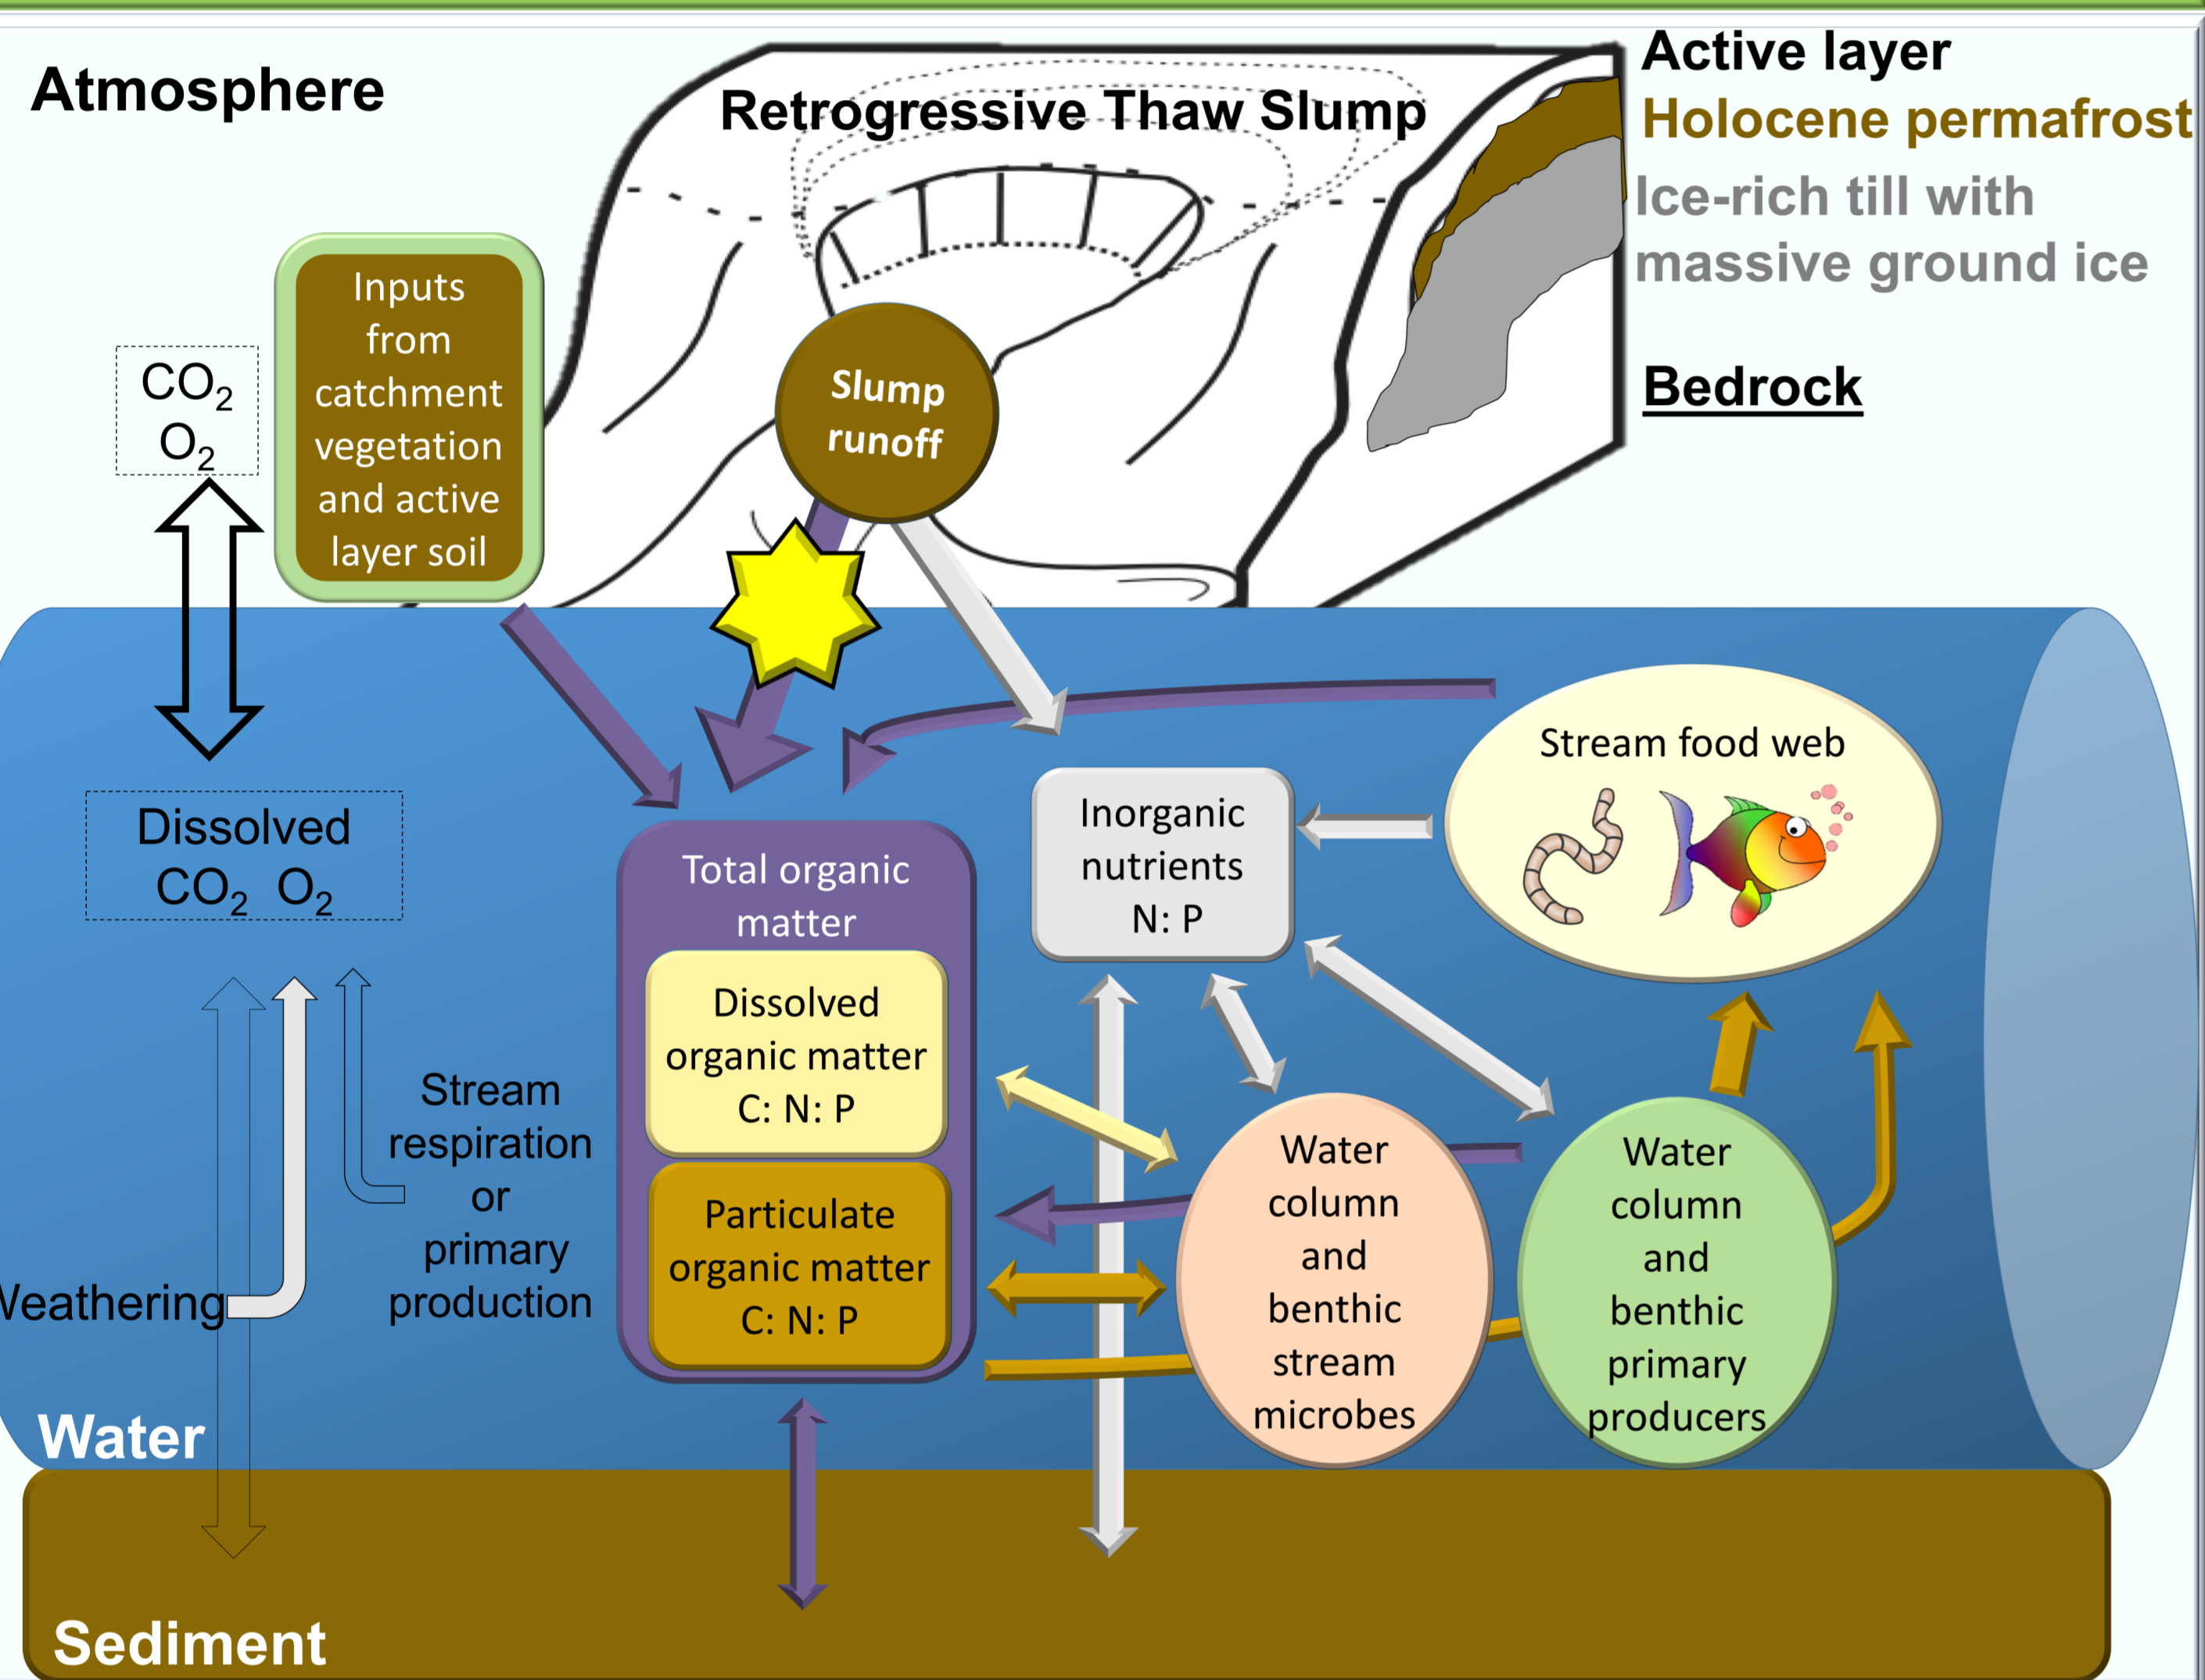 Atmosphere
Retrogressive Thaw Slump
Active layer
Holocene permafrost
Ice-rich till with
massive ground ice
Bedrock
Inputs
from
catchment
vegetation
and active
layer soil
CO₂
O₂
Slump
runoff
Dissolved
CO₂ O₂
Stream food web
Inorganic
nutrients
N: P
Total organic
matter
Dissolved
organic matter
C: N: P
Particulate
organic matter
C: N: P
Stream
respiration
or
primary
production
Weathering
Water
column
and
benthic
stream
microbes
Water
column
and
benthic
primary
producers
Water
Sediment